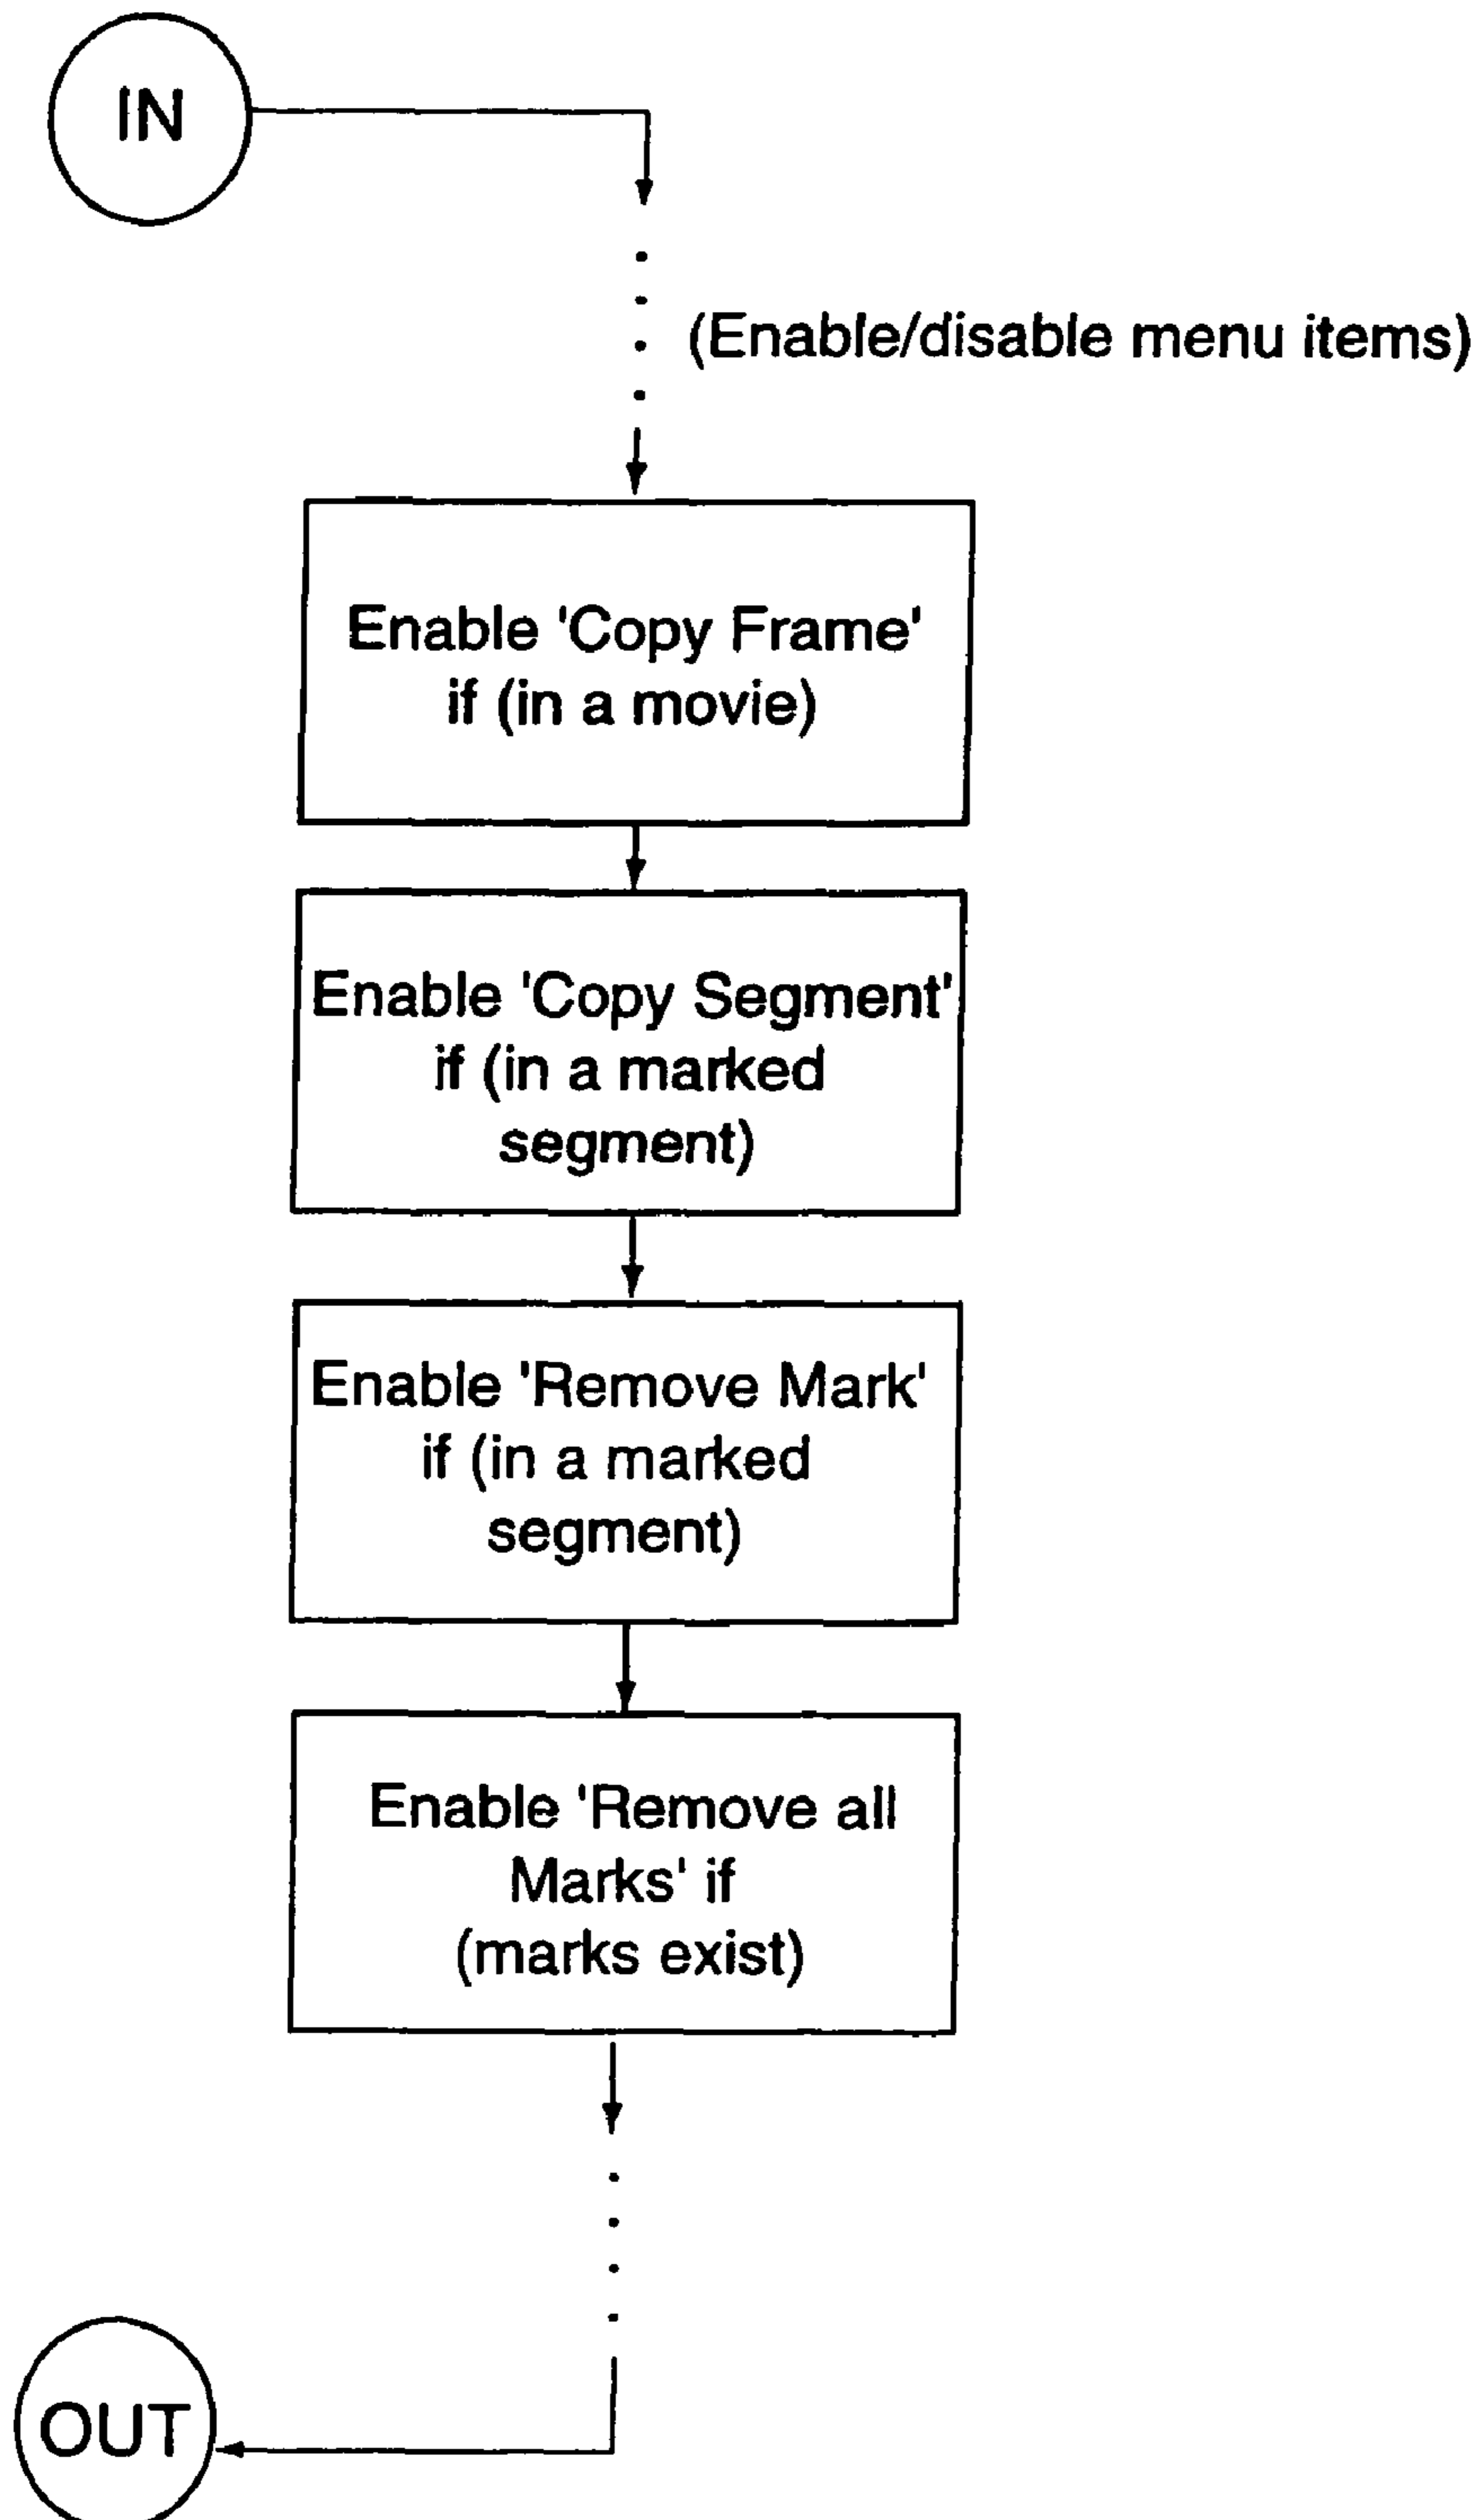 IN
(Enable/disable menu items)
Enable 'Copy Frame'
if (in a movie)
Enable 'Copy Segment'
if (in a marked
segment)
Enable 'Remove Mark'
if (in a marked
segment)
Enable 'Remove all
Marks' if
(marks exist)
OUT